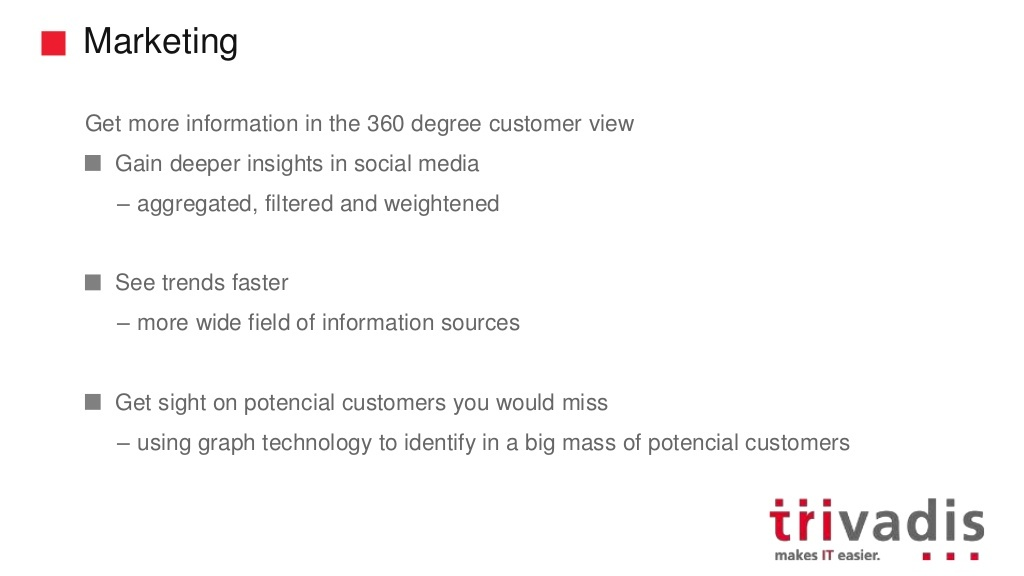 Marketing
Get more information in the 360 degree customer view
■ Gain deeper insights in social media
– aggregated, filtered and weightened
■ See trends faster
– more wide field of information sources
■ Get sight on potencial customers you would miss
– using graph technology to identify in a big mass of potencial customers
trivadis
makes IT easier.